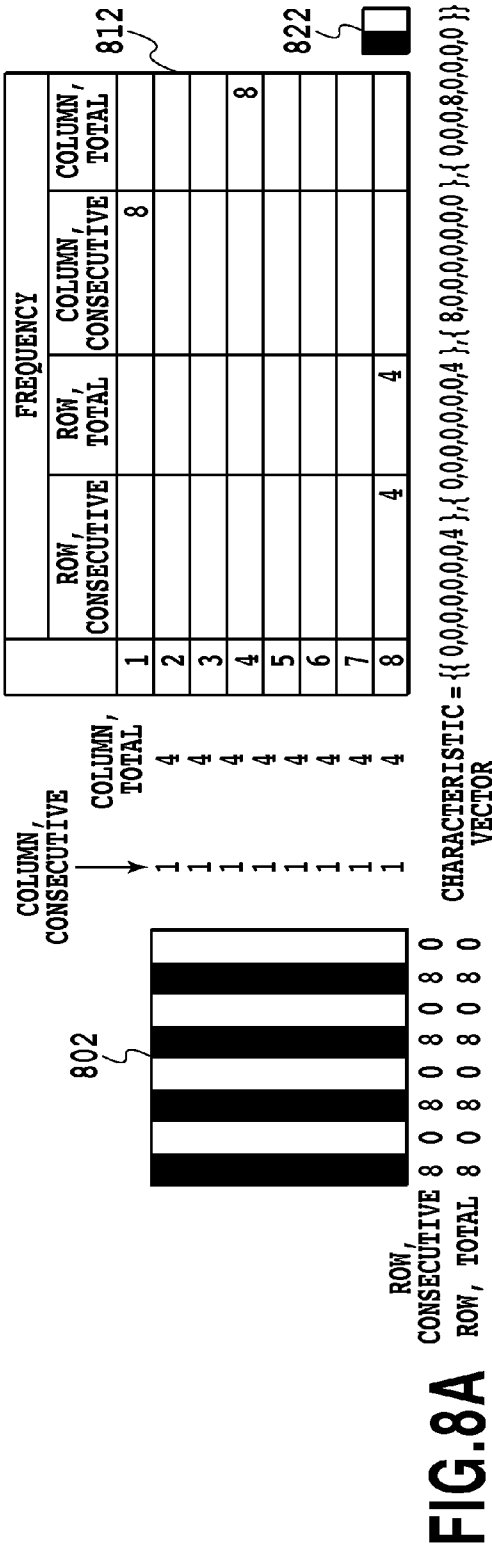 FIG.8A
802
ROW, CONSECUTIVE 8 0 8 0 8 0 8 0
ROW, TOTAL 8 0 8 0 8 0 8 0
COLUMN, CONSECUTIVE
1
1
1
1
1
1
1
1
COLUMN, TOTAL
4
4
4
4
4
4
4
4
FREQUENCY
ROW, CONSECUTIVE
ROW, TOTAL
COLUMN, CONSECUTIVE
COLUMN, TOTAL
1 8
2
3
4 8
5
6
7
8 4 4
812
822
CHARACTERISTIC VECTOR = {{ 0,0,0,0,0,0,0,4 },{ 0,0,0,0,0,0,0,4 },{ 8,0,0,0,0,0,0,0 },{ 0,0,0,8,0,0,0,0 }}